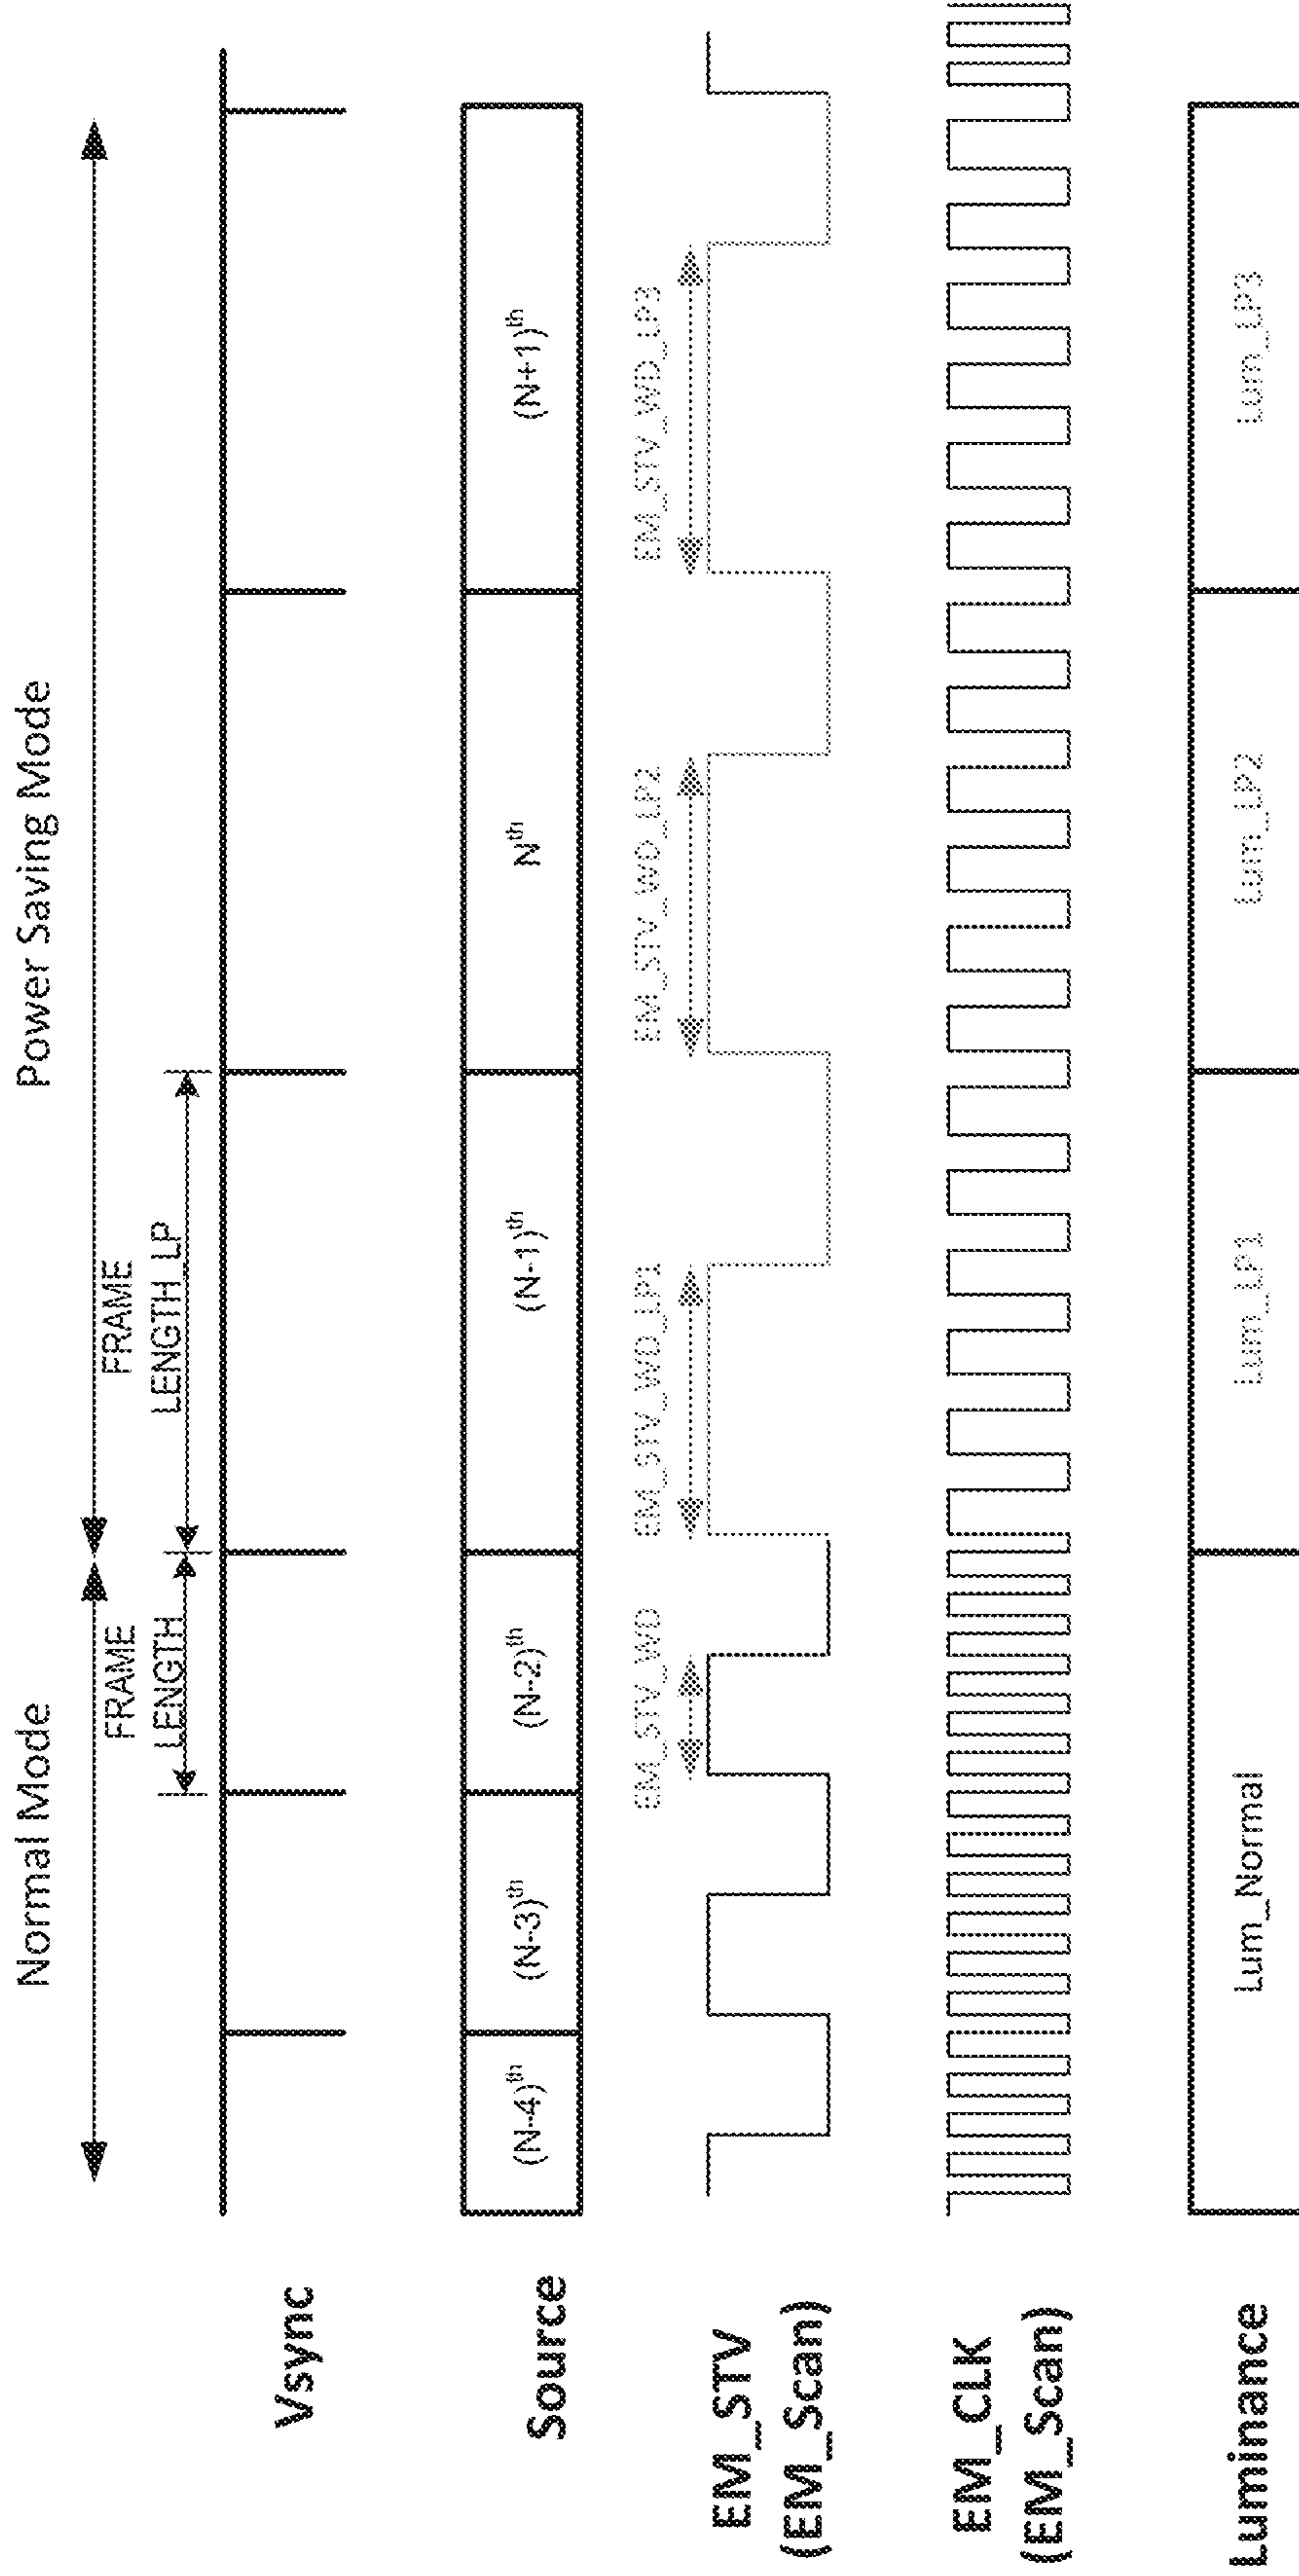 Normal Mode
Power Saving Mode
FRAME
LENGTH
FRAME
LENGTH_LP
Vsync
Source
(N-4)th
(N-3)th
(N-2)th
(N-1)th
Nth
(N+1)th
EM_STV
(EM_Scan)
EM_STV_WD
EM_STV_WD_LP1
EM_STV_WD_LP2
EM_STV_WD_LP3
EM_CLK
(EM_Scan)
Luminance
Lum_Normal
Lum_LP1
Lum_LP2
Lum_LP3